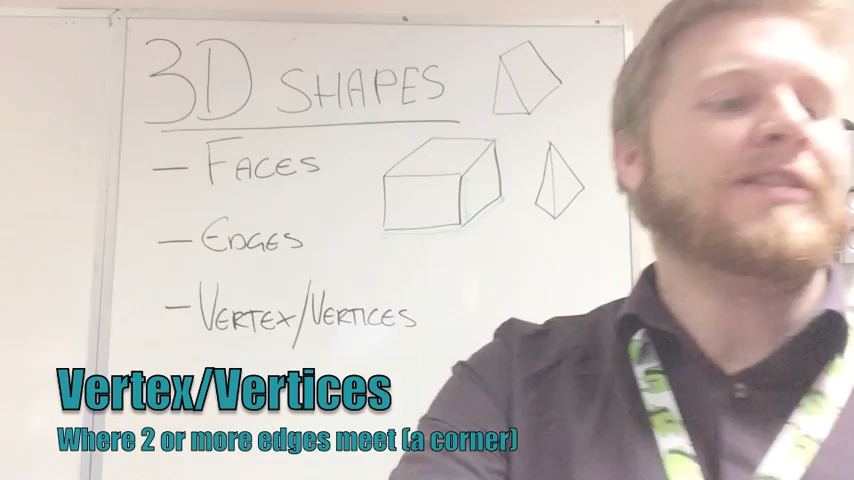 3D SHAPES
- FACES
- EDGES
- VERTEX/VERTICES
Vertex/Vertices
Where 2 or more edges meet (a corner)